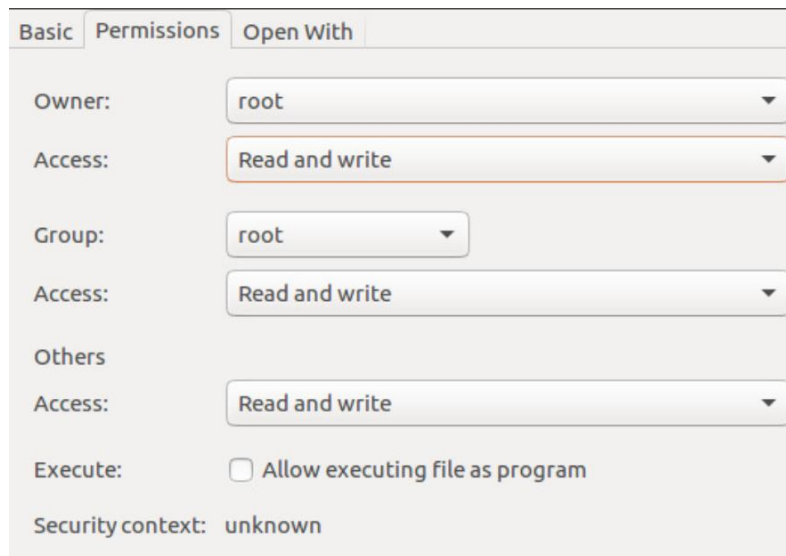 Basic Permissions Open With
Owner: root
Access: Read and write
Group: root
Access: Read and write
Others
Access: Read and write
Execute: Allow executing file as program
Security context: unknown